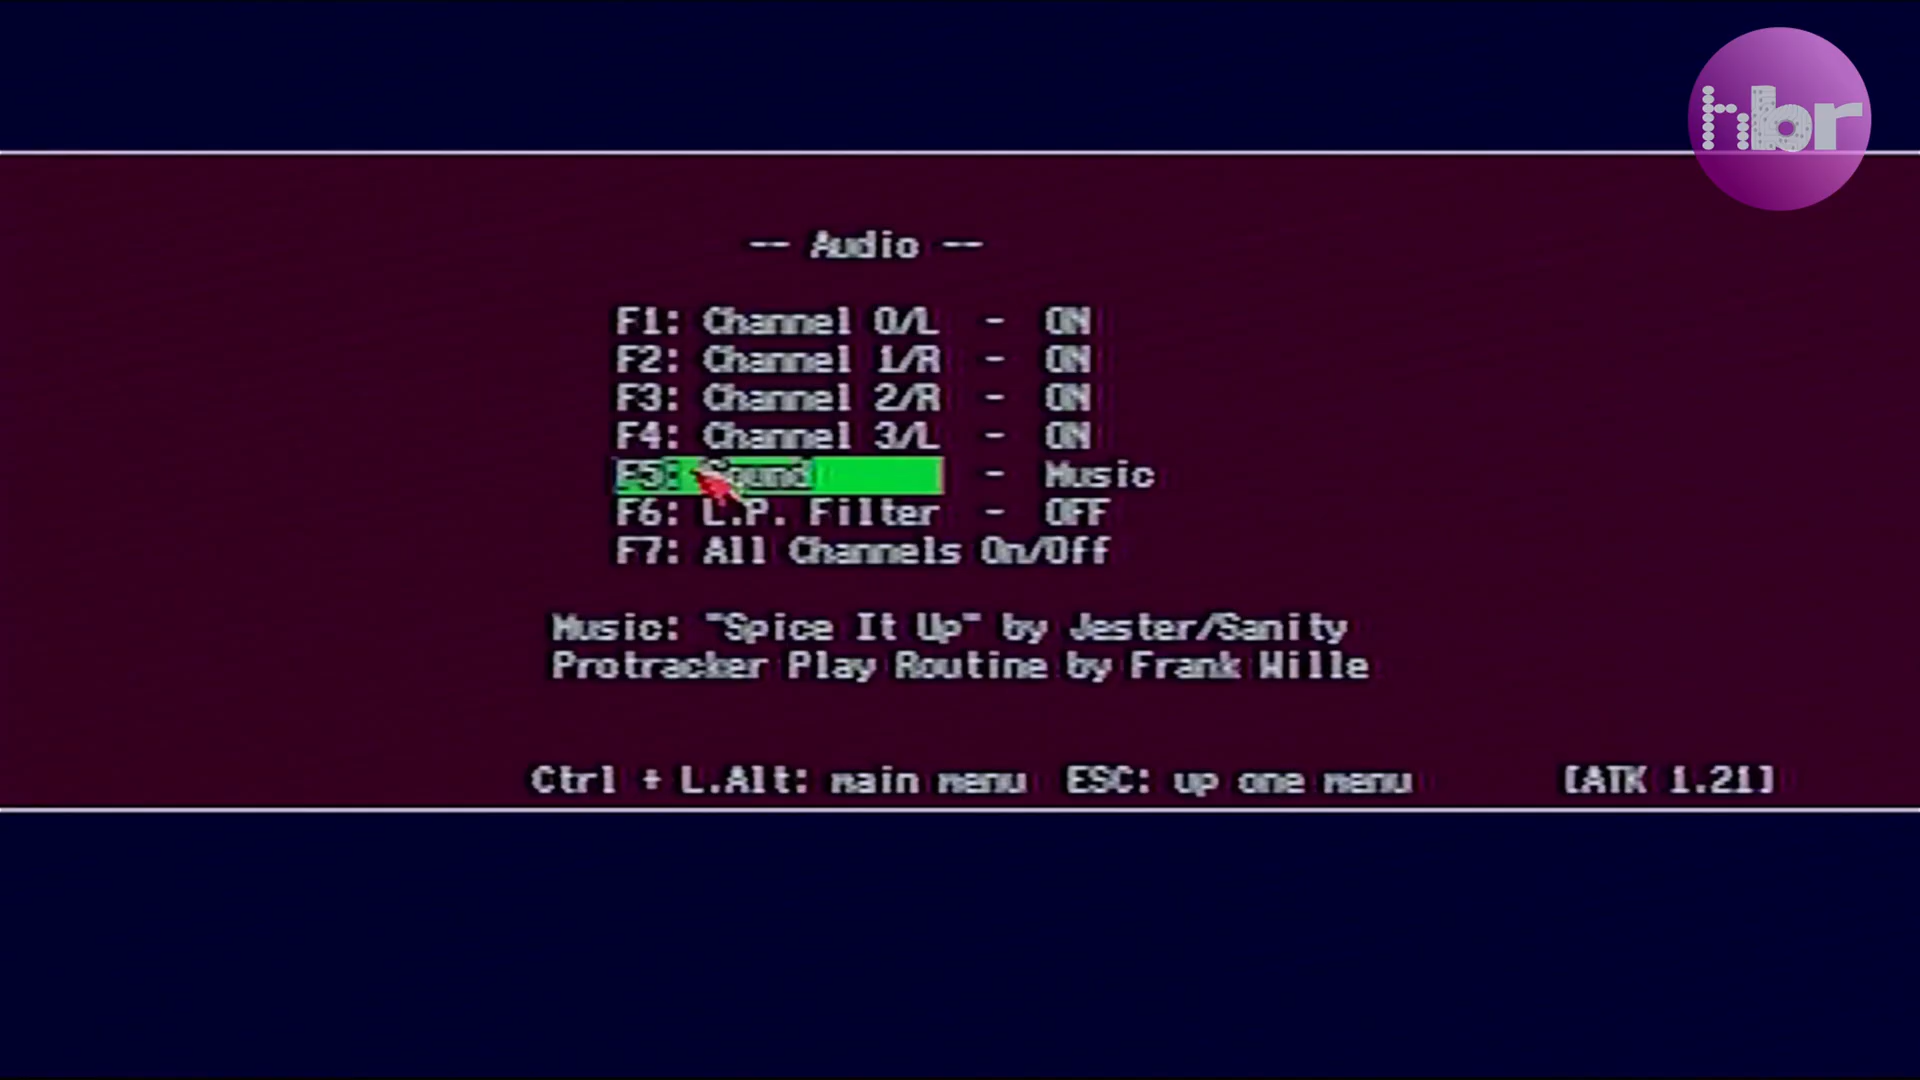 hbr
-- Audio --
F1: Channel 0/L - ON
F2: Channel 1/R - ON
F3: Channel 2/R - ON
F4: Channel 3/L - ON
F5: Sound - Music
F6: L.P. Filter - OFF
F7: All Channels On/Off
Music: "Spice It Up" by Jester/Sanity
Protracker Play Routine by Frank Wille
Ctrl + L.Alt: main menu ESC: up one menu [ATK 1.21]